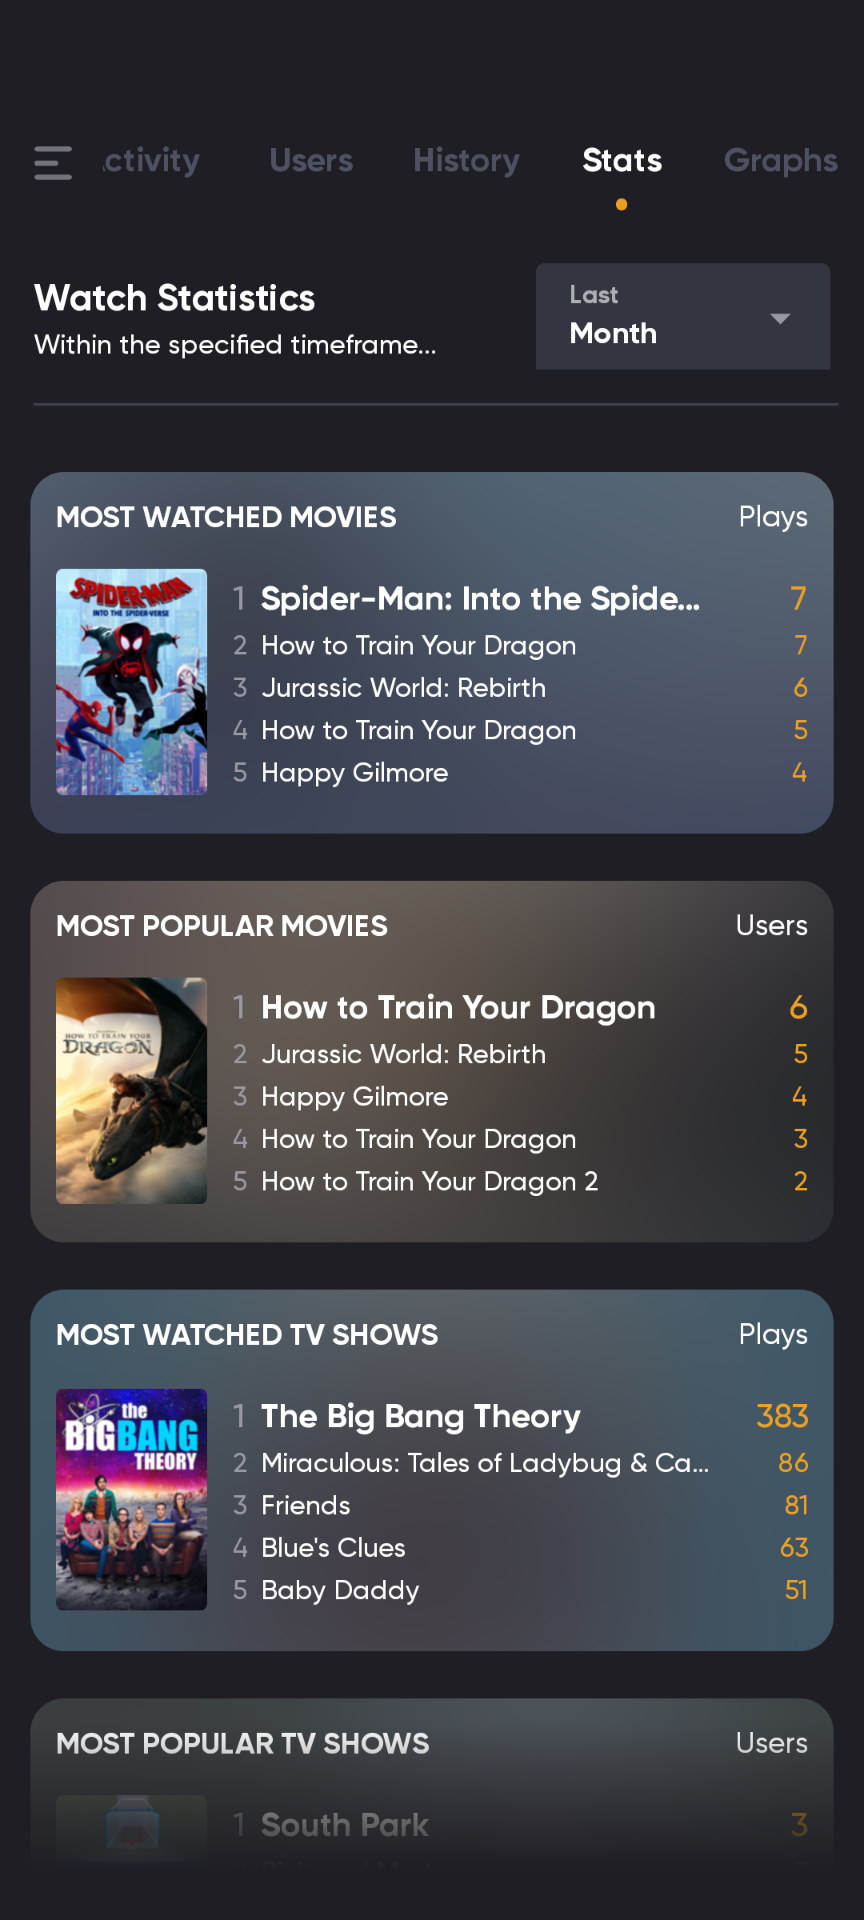 ctivity Users History Stats Graphs
Watch Statistics
Within the specified timeframe...
Last
Month
MOST WATCHED MOVIES Plays
SPIDER-MAN
INTO THE SPIDER-VERSE
1 Spider-Man: Into the Spide... 7
2 How to Train Your Dragon 7
3 Jurassic World: Rebirth 6
4 How to Train Your Dragon 5
5 Happy Gilmore 4
MOST POPULAR MOVIES Users
HOW TO TRAIN YOUR
DRAGON
1 How to Train Your Dragon 6
2 Jurassic World: Rebirth 5
3 Happy Gilmore 4
4 How to Train Your Dragon 3
5 How to Train Your Dragon 2 2
MOST WATCHED TV SHOWS Plays
the
BIG BANG
THEORY
1 The Big Bang Theory 383
2 Miraculous: Tales of Ladybug & Ca... 86
3 Friends 81
4 Blue's Clues 63
5 Baby Daddy 51
MOST POPULAR TV SHOWS Users
1 South Park 3